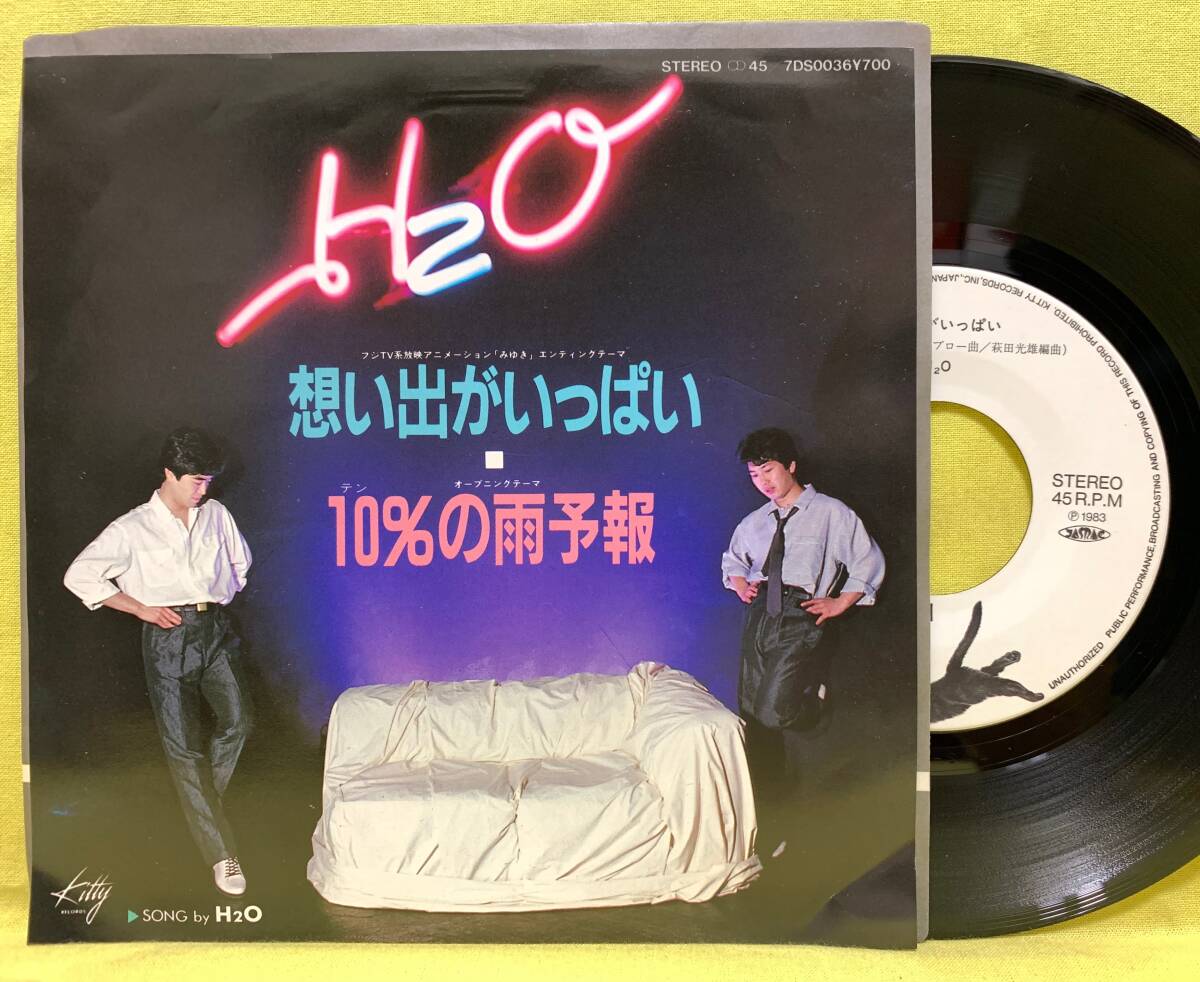 STEREO 45 7DS0036 ¥700
H2O
フジTV系放映アニメーション「みゆき」エンティングテーマ
想い出がいっぱい
オープニングテーマ
テン
10%の雨予報
Kitty
RECORDS
SONG by H2O
がいっぱい
ブロー曲/萩田光雄編曲)
2O
STEREO
45 R.P.M
Ⓟ1983
JASRAC
UNAUTHORIZED PUBLIC PERFORMANCE, BROADCASTING AND COPYING OF THIS RECORD PROHIBITED. KITTY RECORDS, INC., JAPAN